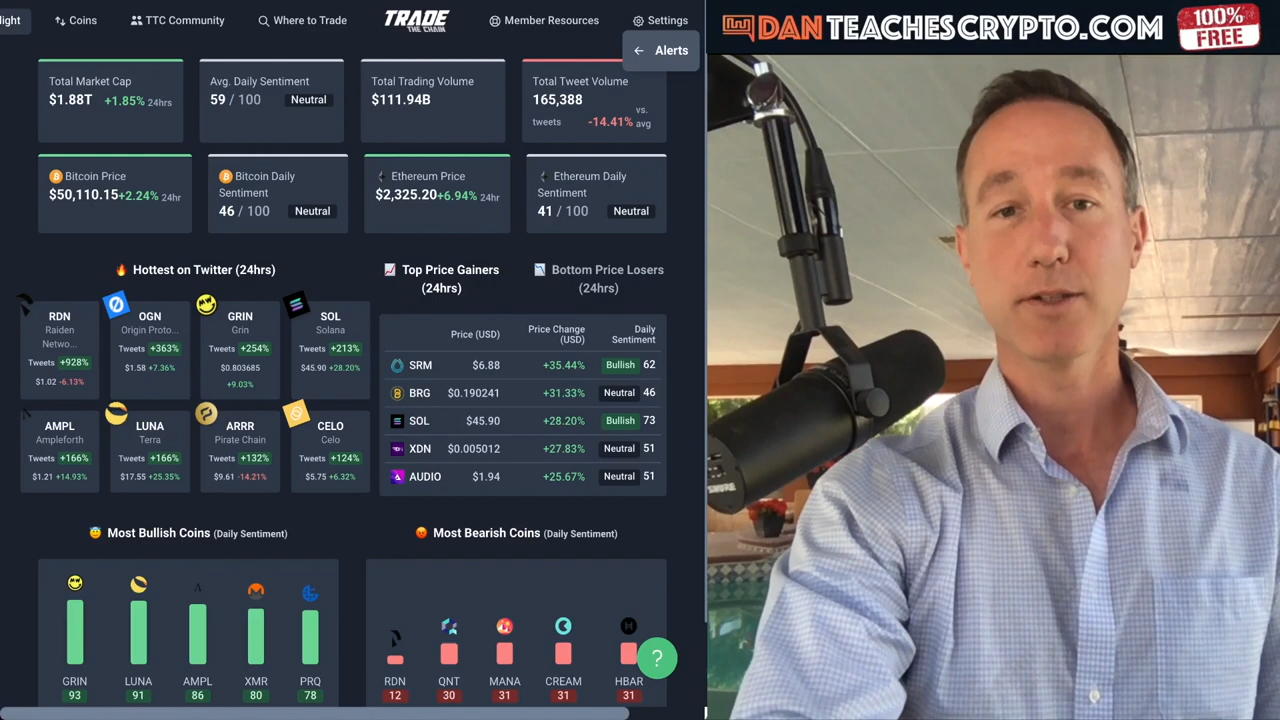 light
Coins
TTC Community
Where to Trade
TRADE
THE CHAIN
Member Resources
Settings
Alerts
DANTEACHESCRYPTO.COM
100%
FREE
Total Market Cap
$1.88T +1.85% 24hrs
Avg. Daily Sentiment
59 / 100 Neutral
Total Trading Volume
$111.94B
Total Tweet Volume
165,388
tweets -14.41% vs. avg
Bitcoin Price
$50,110.15+2.24% 24hr
Bitcoin Daily
Sentiment
46 / 100 Neutral
Ethereum Price
$2,325.20+6.94% 24hr
Ethereum Daily
Sentiment
41 / 100 Neutral
Hottest on Twitter (24hrs)
RDN
Raiden
Netwo...
Tweets +928%
$1.02 -6.13%
OGN
Origin Proto...
Tweets +363%
$1.58 +7.36%
GRIN
Grin
Tweets +254%
$0.803685
+9.03%
SOL
Solana
Tweets +213%
$45.90 +28.20%
AMPL
Ampleforth
Tweets +166%
$1.21 +14.93%
LUNA
Terra
Tweets +166%
$17.55 +25.35%
ARRR
Pirate Chain
Tweets +132%
$9.61 -14.21%
CELO
Celo
Tweets +124%
$5.75 +6.32%
Top Price Gainers
(24hrs)
Bottom Price Losers
(24hrs)
Price (USD)
Price Change
(USD)
Daily
Sentiment
SRM $6.88 +35.44% Bullish 62
BRG $0.190241 +31.33% Neutral 46
SOL $45.90 +28.20% Bullish 73
XDN $0.005012 +27.83% Neutral 51
AUDIO $1.94 +25.67% Neutral 51
Most Bullish Coins (Daily Sentiment)
GRIN LUNA AMPL XMR PRQ
93 91 86 80 78
Most Bearish Coins (Daily Sentiment)
RDN QNT MANA CREAM HBAR
12 30 31 31 31
?